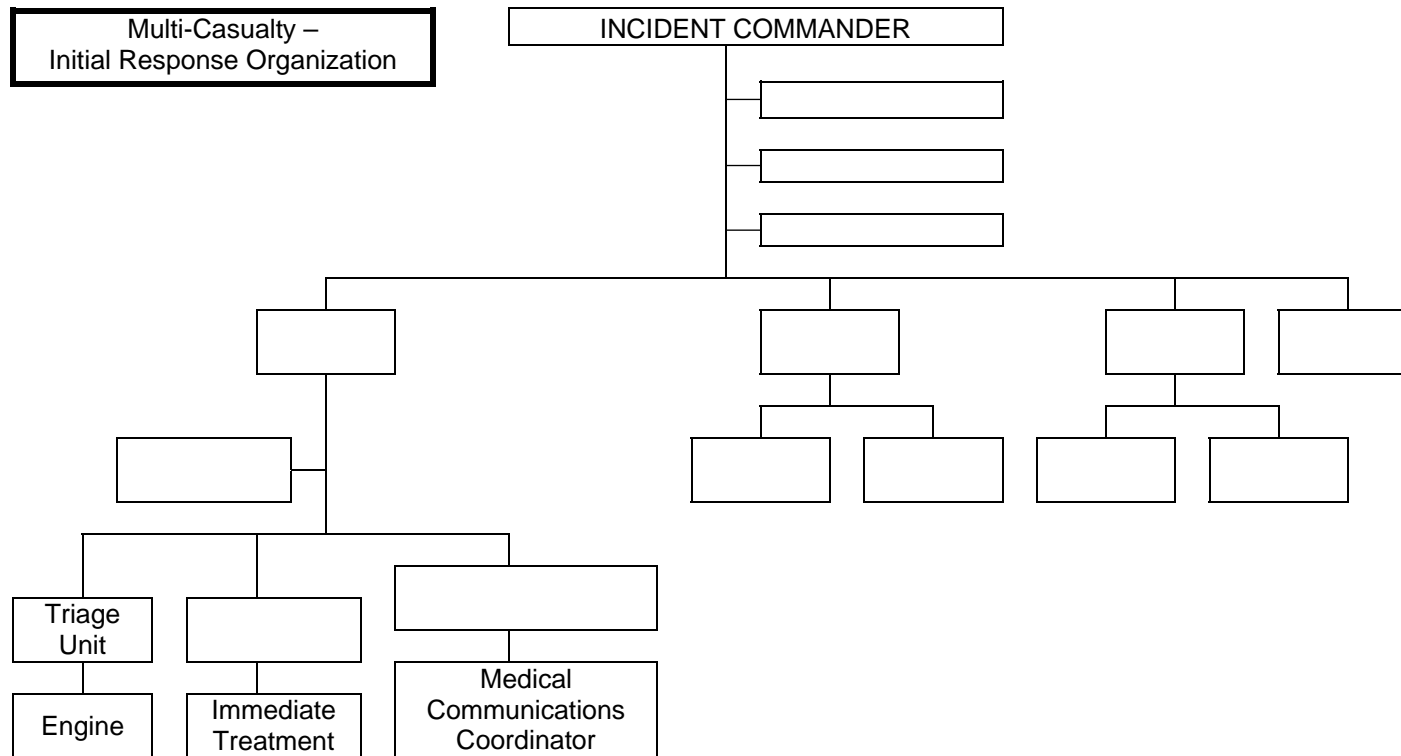 Multi-Casualty –
Initial Response Organization
INCIDENT COMMANDER
Triage
Unit
Engine
Immediate
Treatment
Medical
Communications
Coordinator